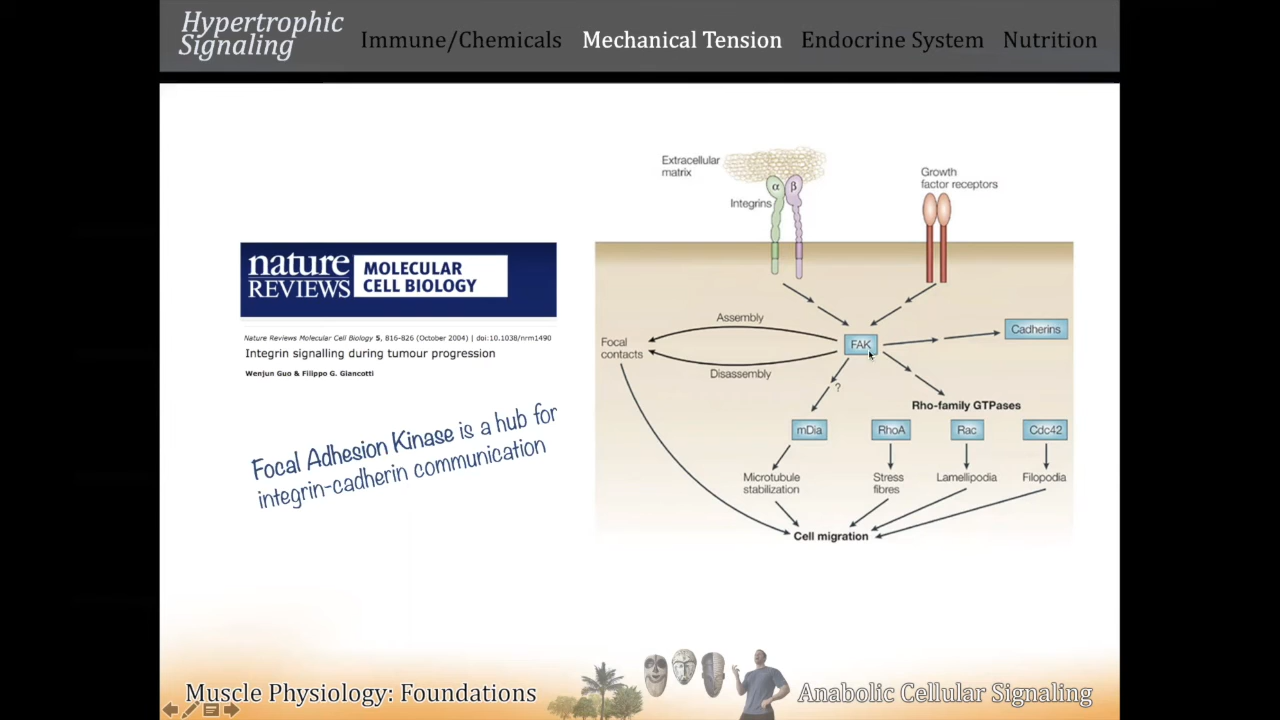 Hypertrophic
Signaling
Immune/Chemicals Mechanical Tension Endocrine System Nutrition
Extracellular
matrix
α β
Integrins
Growth
factor receptors
nature
REVIEWS
MOLECULAR
CELL BIOLOGY
Nature Reviews Molecular Cell Biology 5, 816-826 (October 2004) | doi:10.1038/nrm1490
Integrin signalling during tumour progression
Wenjun Guo & Filippo G. Giancotti
Focal Adhesion Kinase is a hub for
integrin-cadherin communication
Assembly
Focal
contacts
Disassembly
FAK
Cadherins
?
Rho-family GTPases
mDia RhoA Rac Cdc42
Microtubule
stabilization
Stress
fibres
Lamellipodia
Filopodia
Cell migration
Muscle Physiology: Foundations
Anabolic Cellular Signaling